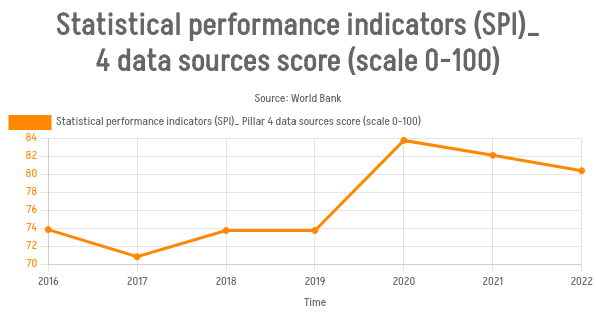 Statistical performance indicators (SPI)_
4 data sources score (scale 0-100)
Source: World Bank
Statistical performance indicators (SPI)_ Pillar 4 data sources score (scale 0-100)
84
82
80
78
76
74
72
70
2016 2017 2018 2019 2020 2021 2022
Time